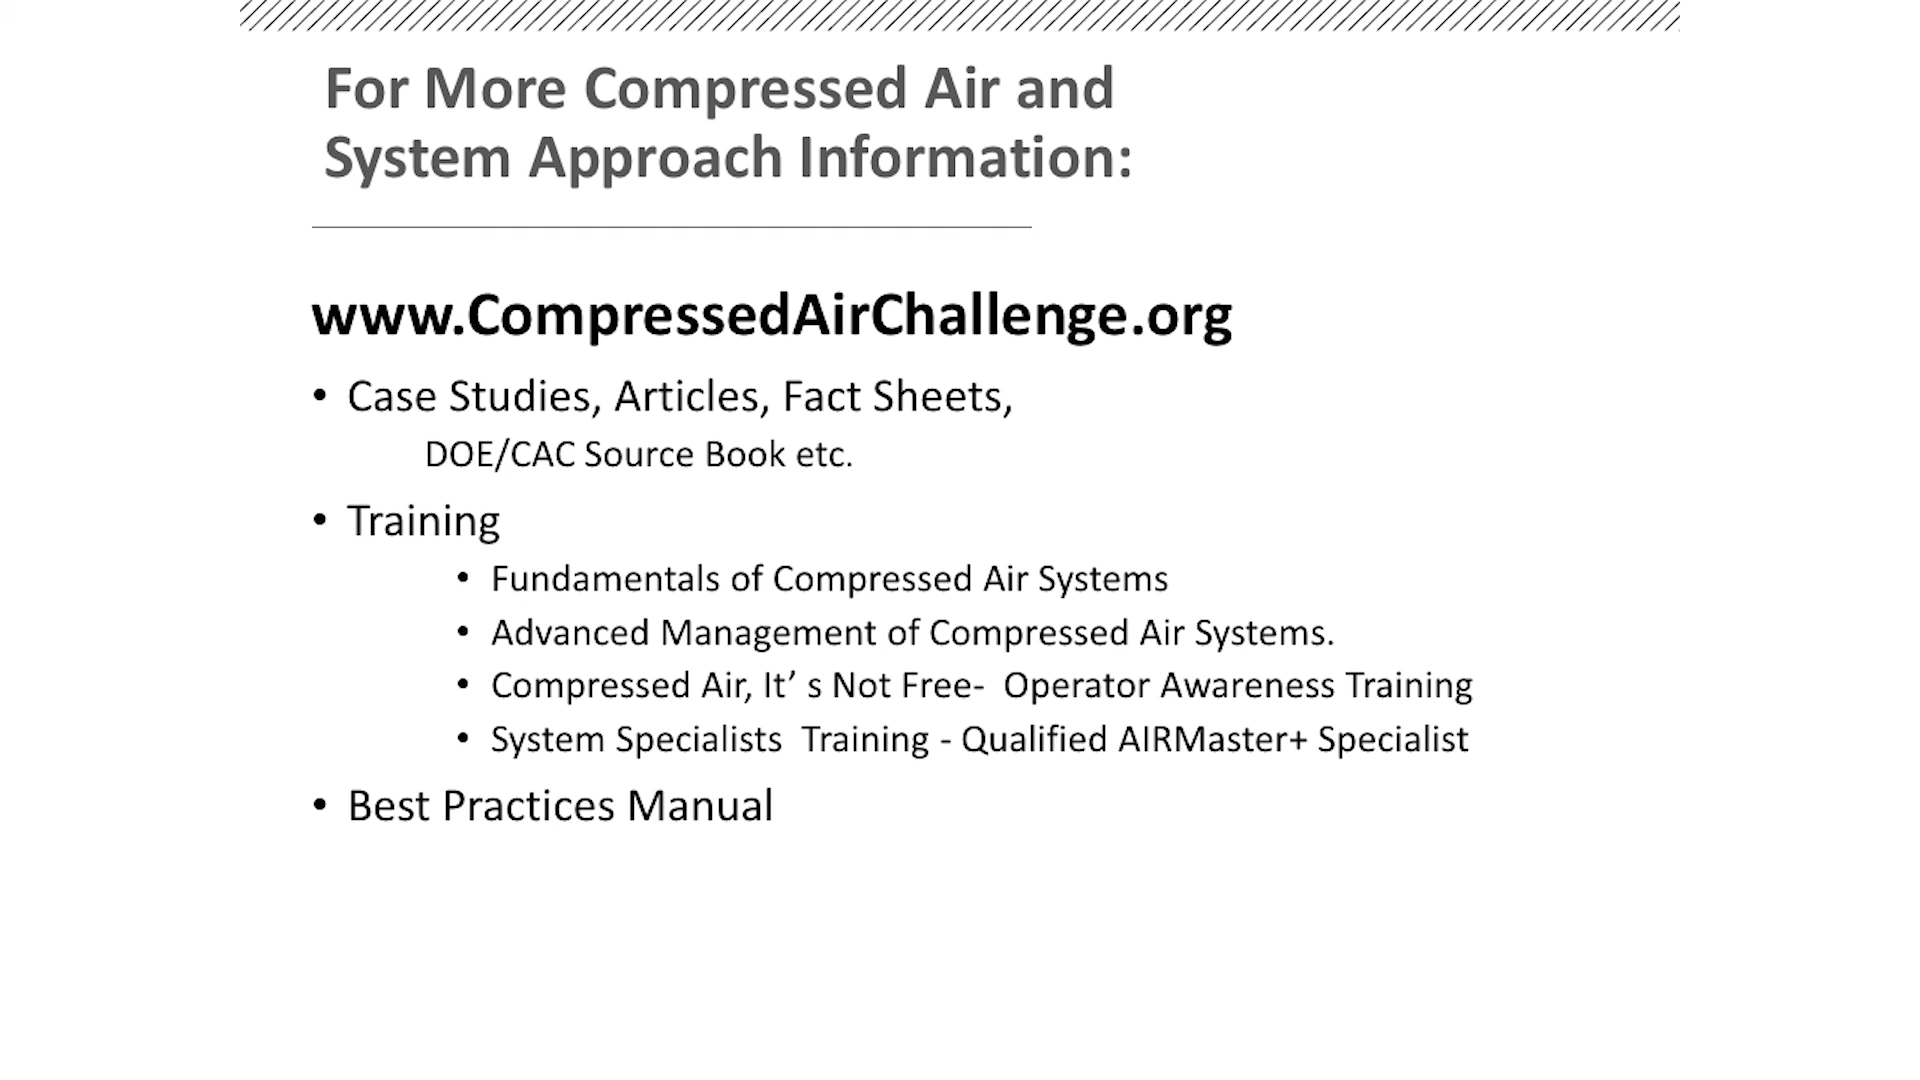 For More Compressed Air and
System Approach Information:
www.CompressedAirChallenge.org
• Case Studies, Articles, Fact Sheets,
DOE/CAC Source Book etc.
• Training
• Fundamentals of Compressed Air Systems
• Advanced Management of Compressed Air Systems.
• Compressed Air, It’ s Not Free-  Operator Awareness Training
• System Specialists  Training - Qualified AIRMaster+ Specialist
• Best Practices Manual